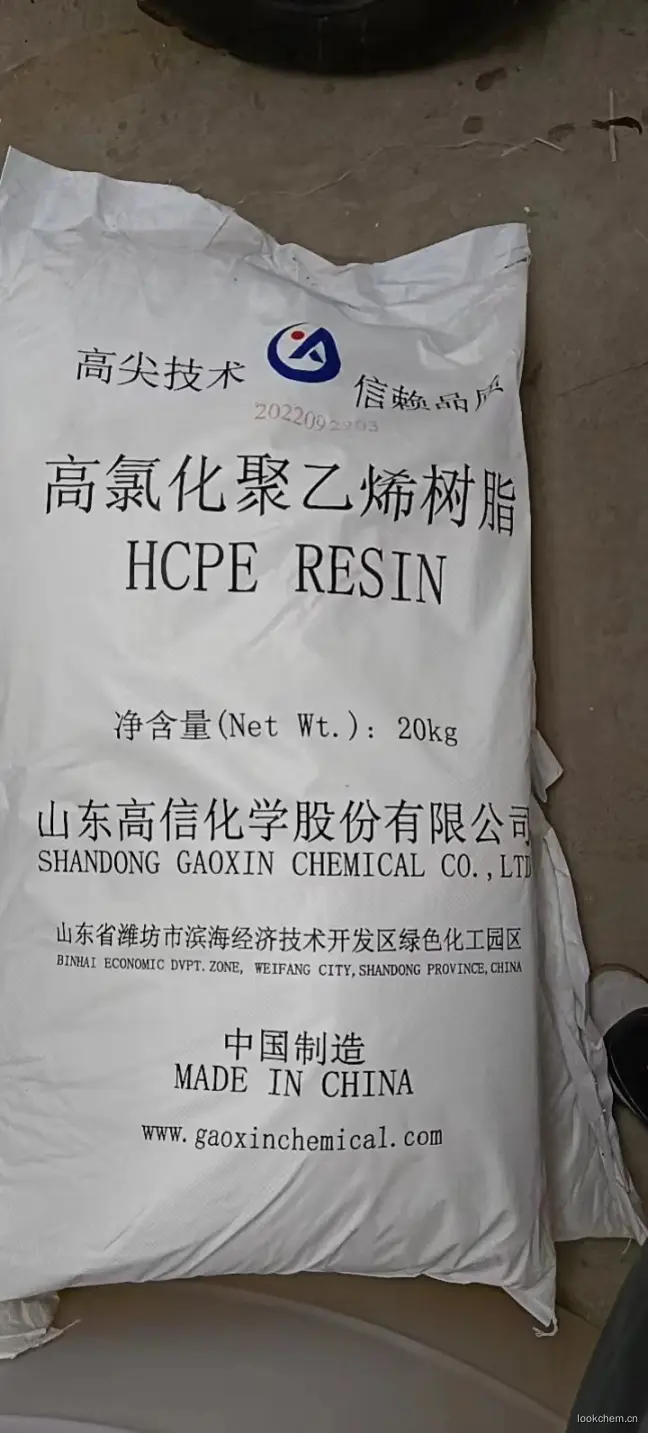 高尖技术 信赖品质
2022092903
高氯化聚乙烯树脂
HCPE RESIN
净含量(Net Wt.): 20kg
山东高信化学股份有限公司
SHANDONG GAOXIN CHEMICAL CO.,LTD
山东省潍坊市滨海经济技术开发区绿色化工园区
BINHAI ECONOMIC DVPT.ZONE, WEIFANG CITY,SHANDONG PROVINCE,CHINA
中国制造
MADE IN CHINA
www.gaoxinchemical.com
lookchem.cn